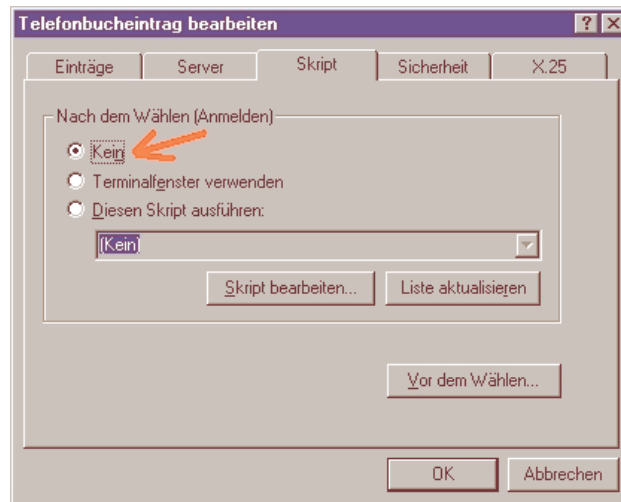 Telefonbucheintrag bearbeiten
Einträge Server Skript Sicherheit X.25
Nach dem Wählen (Anmelden)
Kein
Terminalfenster verwenden
Diesen Skript ausführen:
(Kein)
Skript bearbeiten... Liste aktualisieren
Vor dem Wählen...
OK Abbrechen